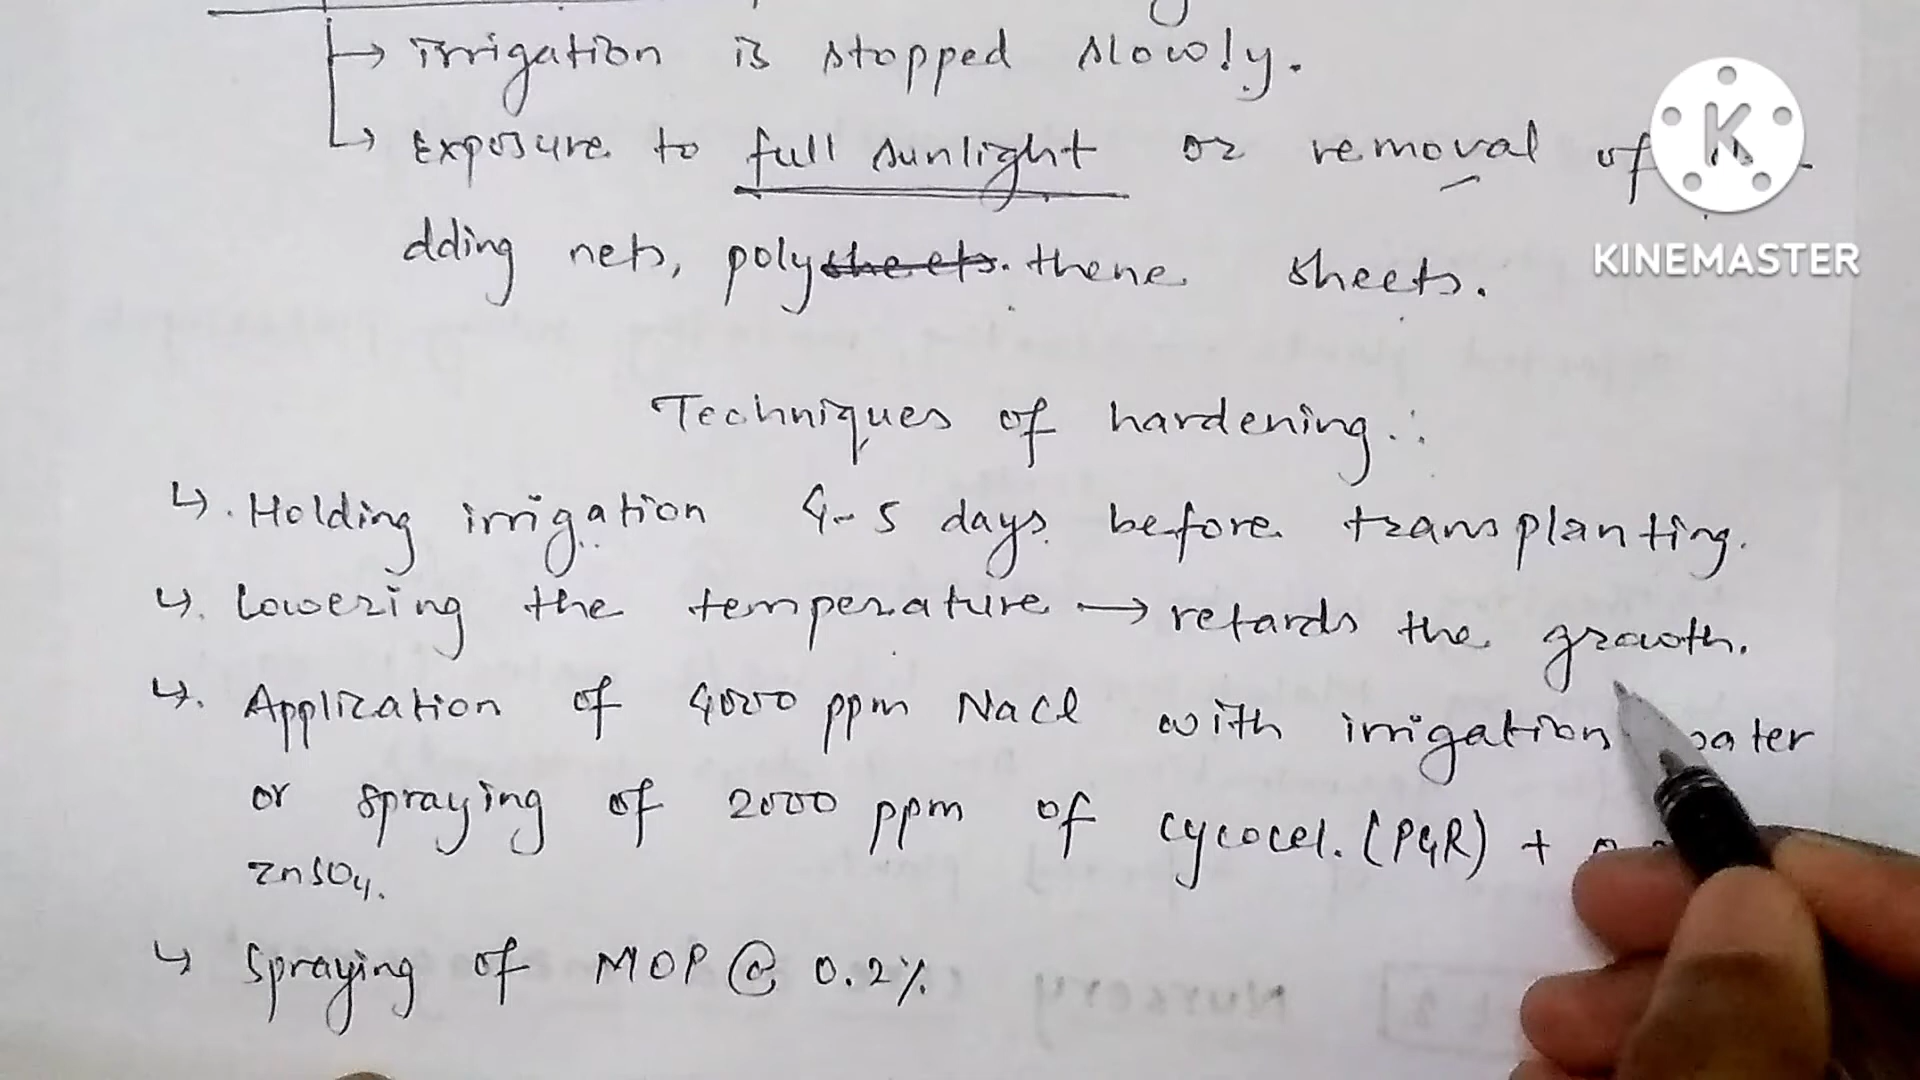 → irrigation is stopped slowly.
→ Exposure to full sunlight or removal of
dding nets, polythene sheets.
K
KINEMASTER
Techniques of hardening :
↳. Holding irrigation 4-5 days before transplanting.
↳. Lowering the temperature → retards the growth.
↳. Application of 4000 ppm NaCl with irrigation water
or spraying of 2000 ppm of cycocel. (PGR) +
ZnSO4.
↳ Spraying of MOP @ 0.2%